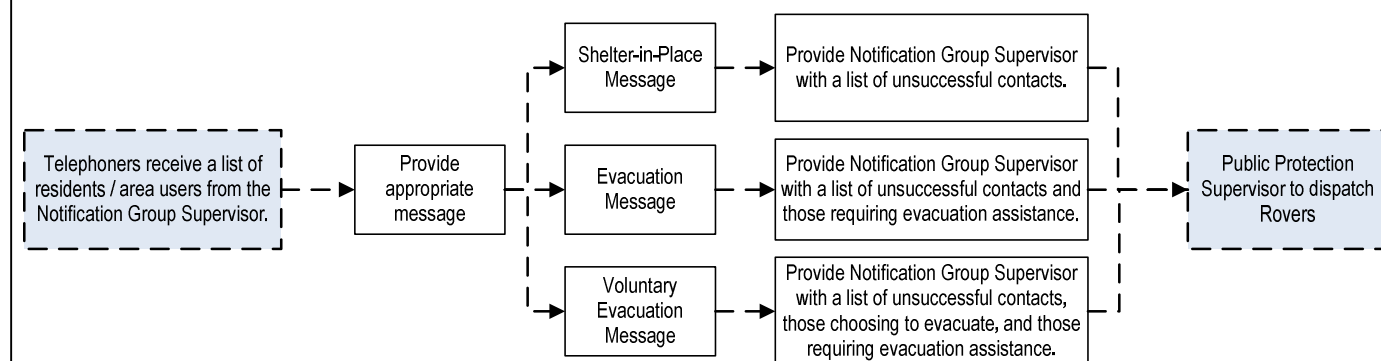 Telephoners receive a list of
residents / area users from the
Notification Group Supervisor.
Provide
appropriate
message
Shelter-in-Place
Message
Provide Notification Group Supervisor
with a list of unsuccessful contacts.
Evacuation
Message
Provide Notification Group Supervisor
with a list of unsuccessful contacts and
those requiring evacuation assistance.
Voluntary
Evacuation
Message
Provide Notification Group Supervisor
with a list of unsuccessful contacts,
those choosing to evacuate, and those
requiring evacuation assistance.
Public Protection
Supervisor to dispatch
Rovers